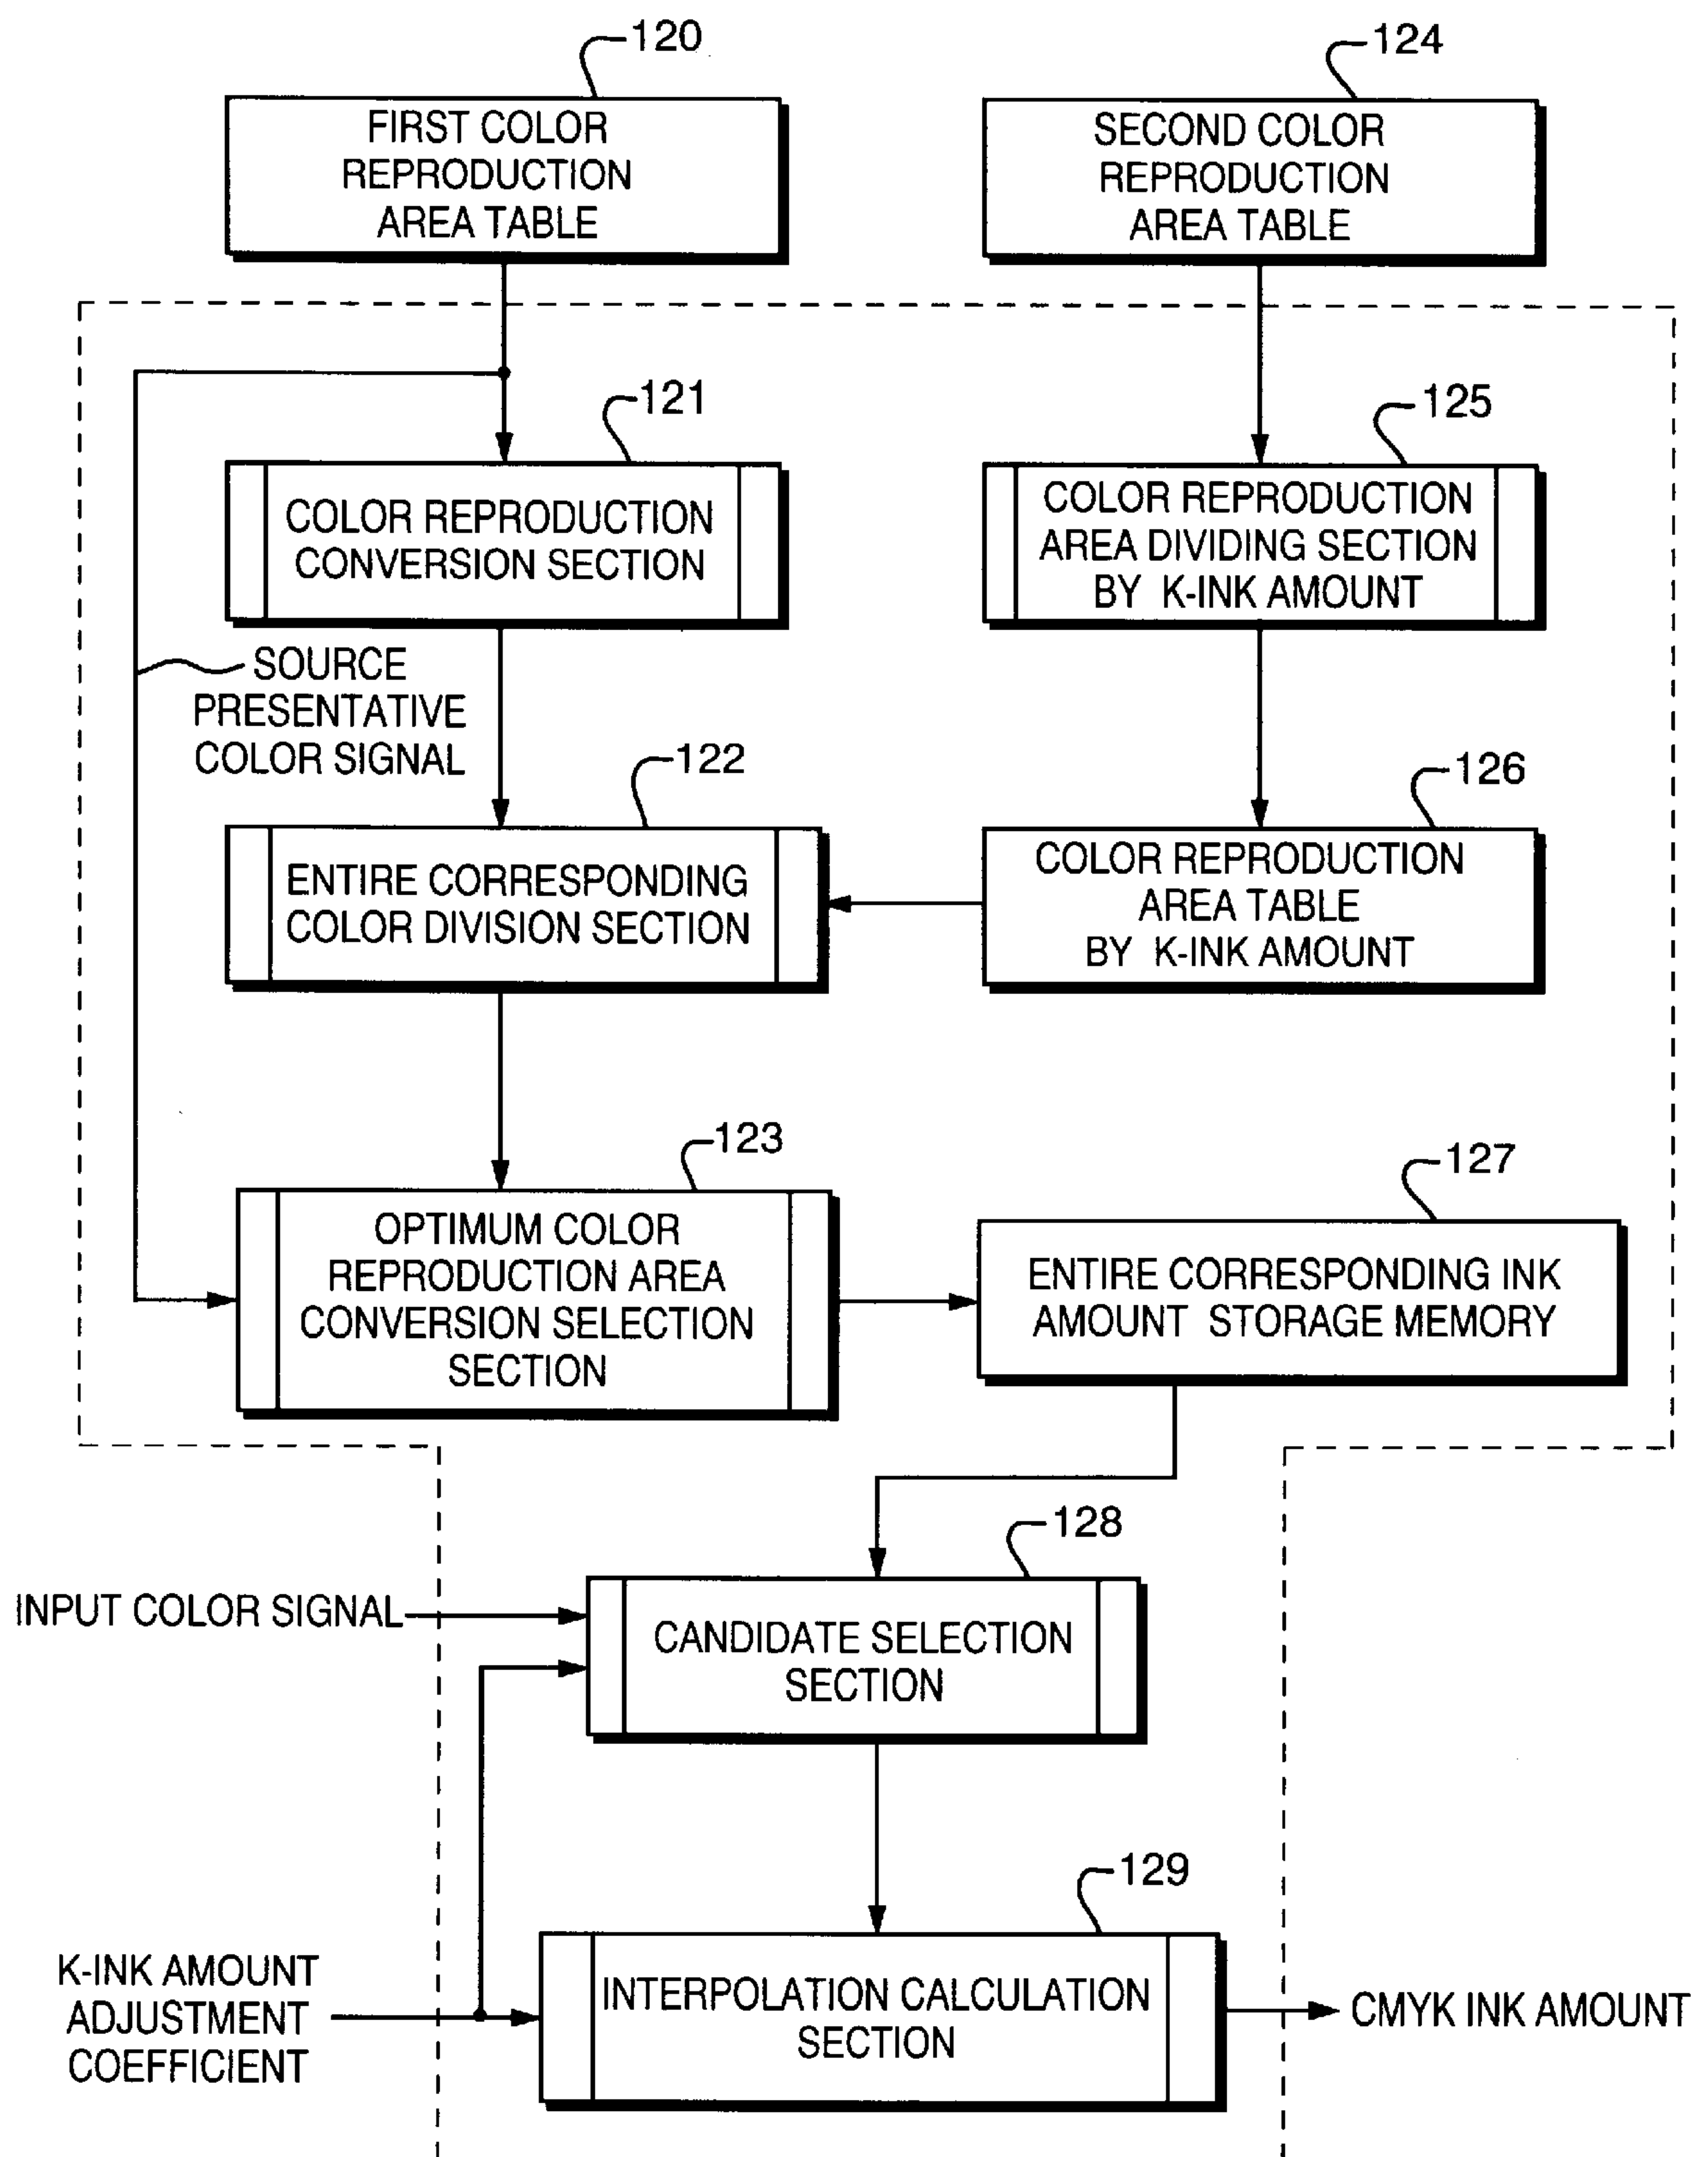 120
124
FIRST COLOR
REPRODUCTION
AREA TABLE
SECOND COLOR
REPRODUCTION
AREA TABLE
121
125
COLOR REPRODUCTION
CONVERSION SECTION
COLOR REPRODUCTION
AREA DIVIDING SECTION
BY K-INK AMOUNT
SOURCE
PRESENTATIVE
COLOR SIGNAL
122
126
ENTIRE CORRESPONDING
COLOR DIVISION SECTION
COLOR REPRODUCTION
AREA TABLE
BY K-INK AMOUNT
123
127
OPTIMUM COLOR
REPRODUCTION AREA
CONVERSION SELECTION
SECTION
ENTIRE CORRESPONDING INK
AMOUNT STORAGE MEMORY
128
INPUT COLOR SIGNAL
CANDIDATE SELECTION
SECTION
129
K-INK AMOUNT
ADJUSTMENT
COEFFICIENT
INTERPOLATION CALCULATION
SECTION
CMYK INK AMOUNT